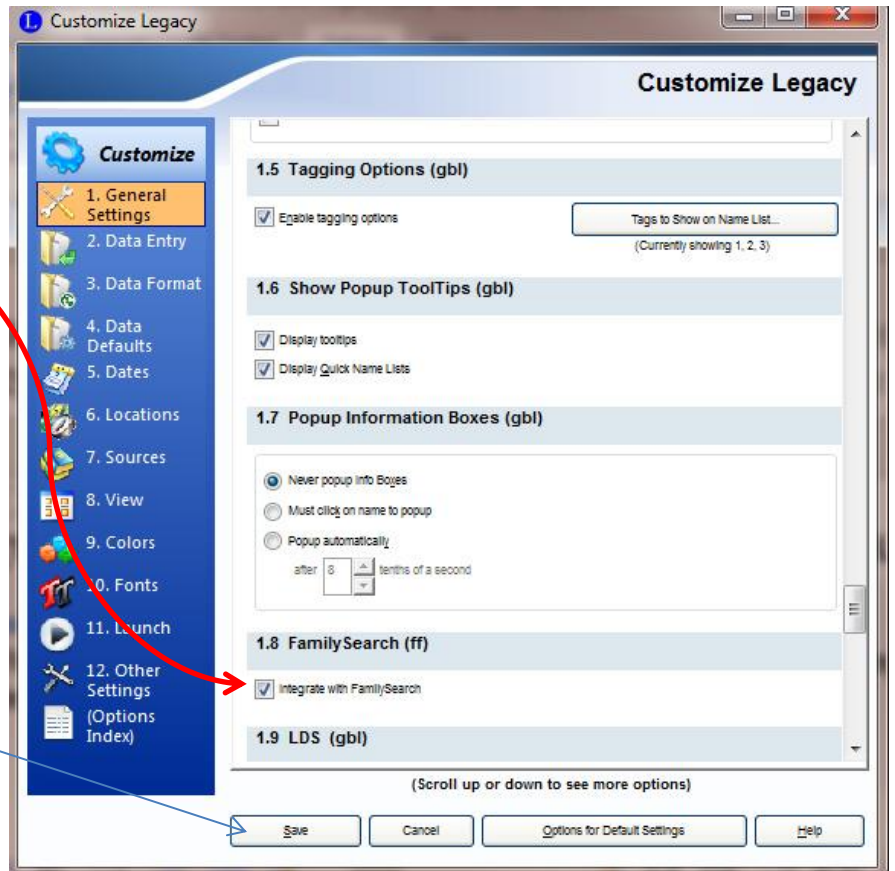 Customize Legacy
Customize Legacy
Customize
1. General
Settings
2. Data Entry
3. Data Format
4. Data
Defaults
5. Dates
6. Locations
7. Sources
8. View
9. Colors
10. Fonts
11. Launch
12. Other
Settings
(Options
Index)
1.5 Tagging Options (gbl)
Enable tagging options
Tags to Show on Name List...
(Currently showing 1, 2, 3)
1.6 Show Popup ToolTips (gbl)
Display tooltips
Display Quick Name Lists
1.7 Popup Information Boxes (gbl)
Never popup Info Boxes
Must click on name to popup
Popup automatically
after 8 tenths of a second
1.8 FamilySearch (ff)
Integrate with FamilySearch
1.9 LDS (gbl)
(Scroll up or down to see more options)
Save Cancel Options for Default Settings Help